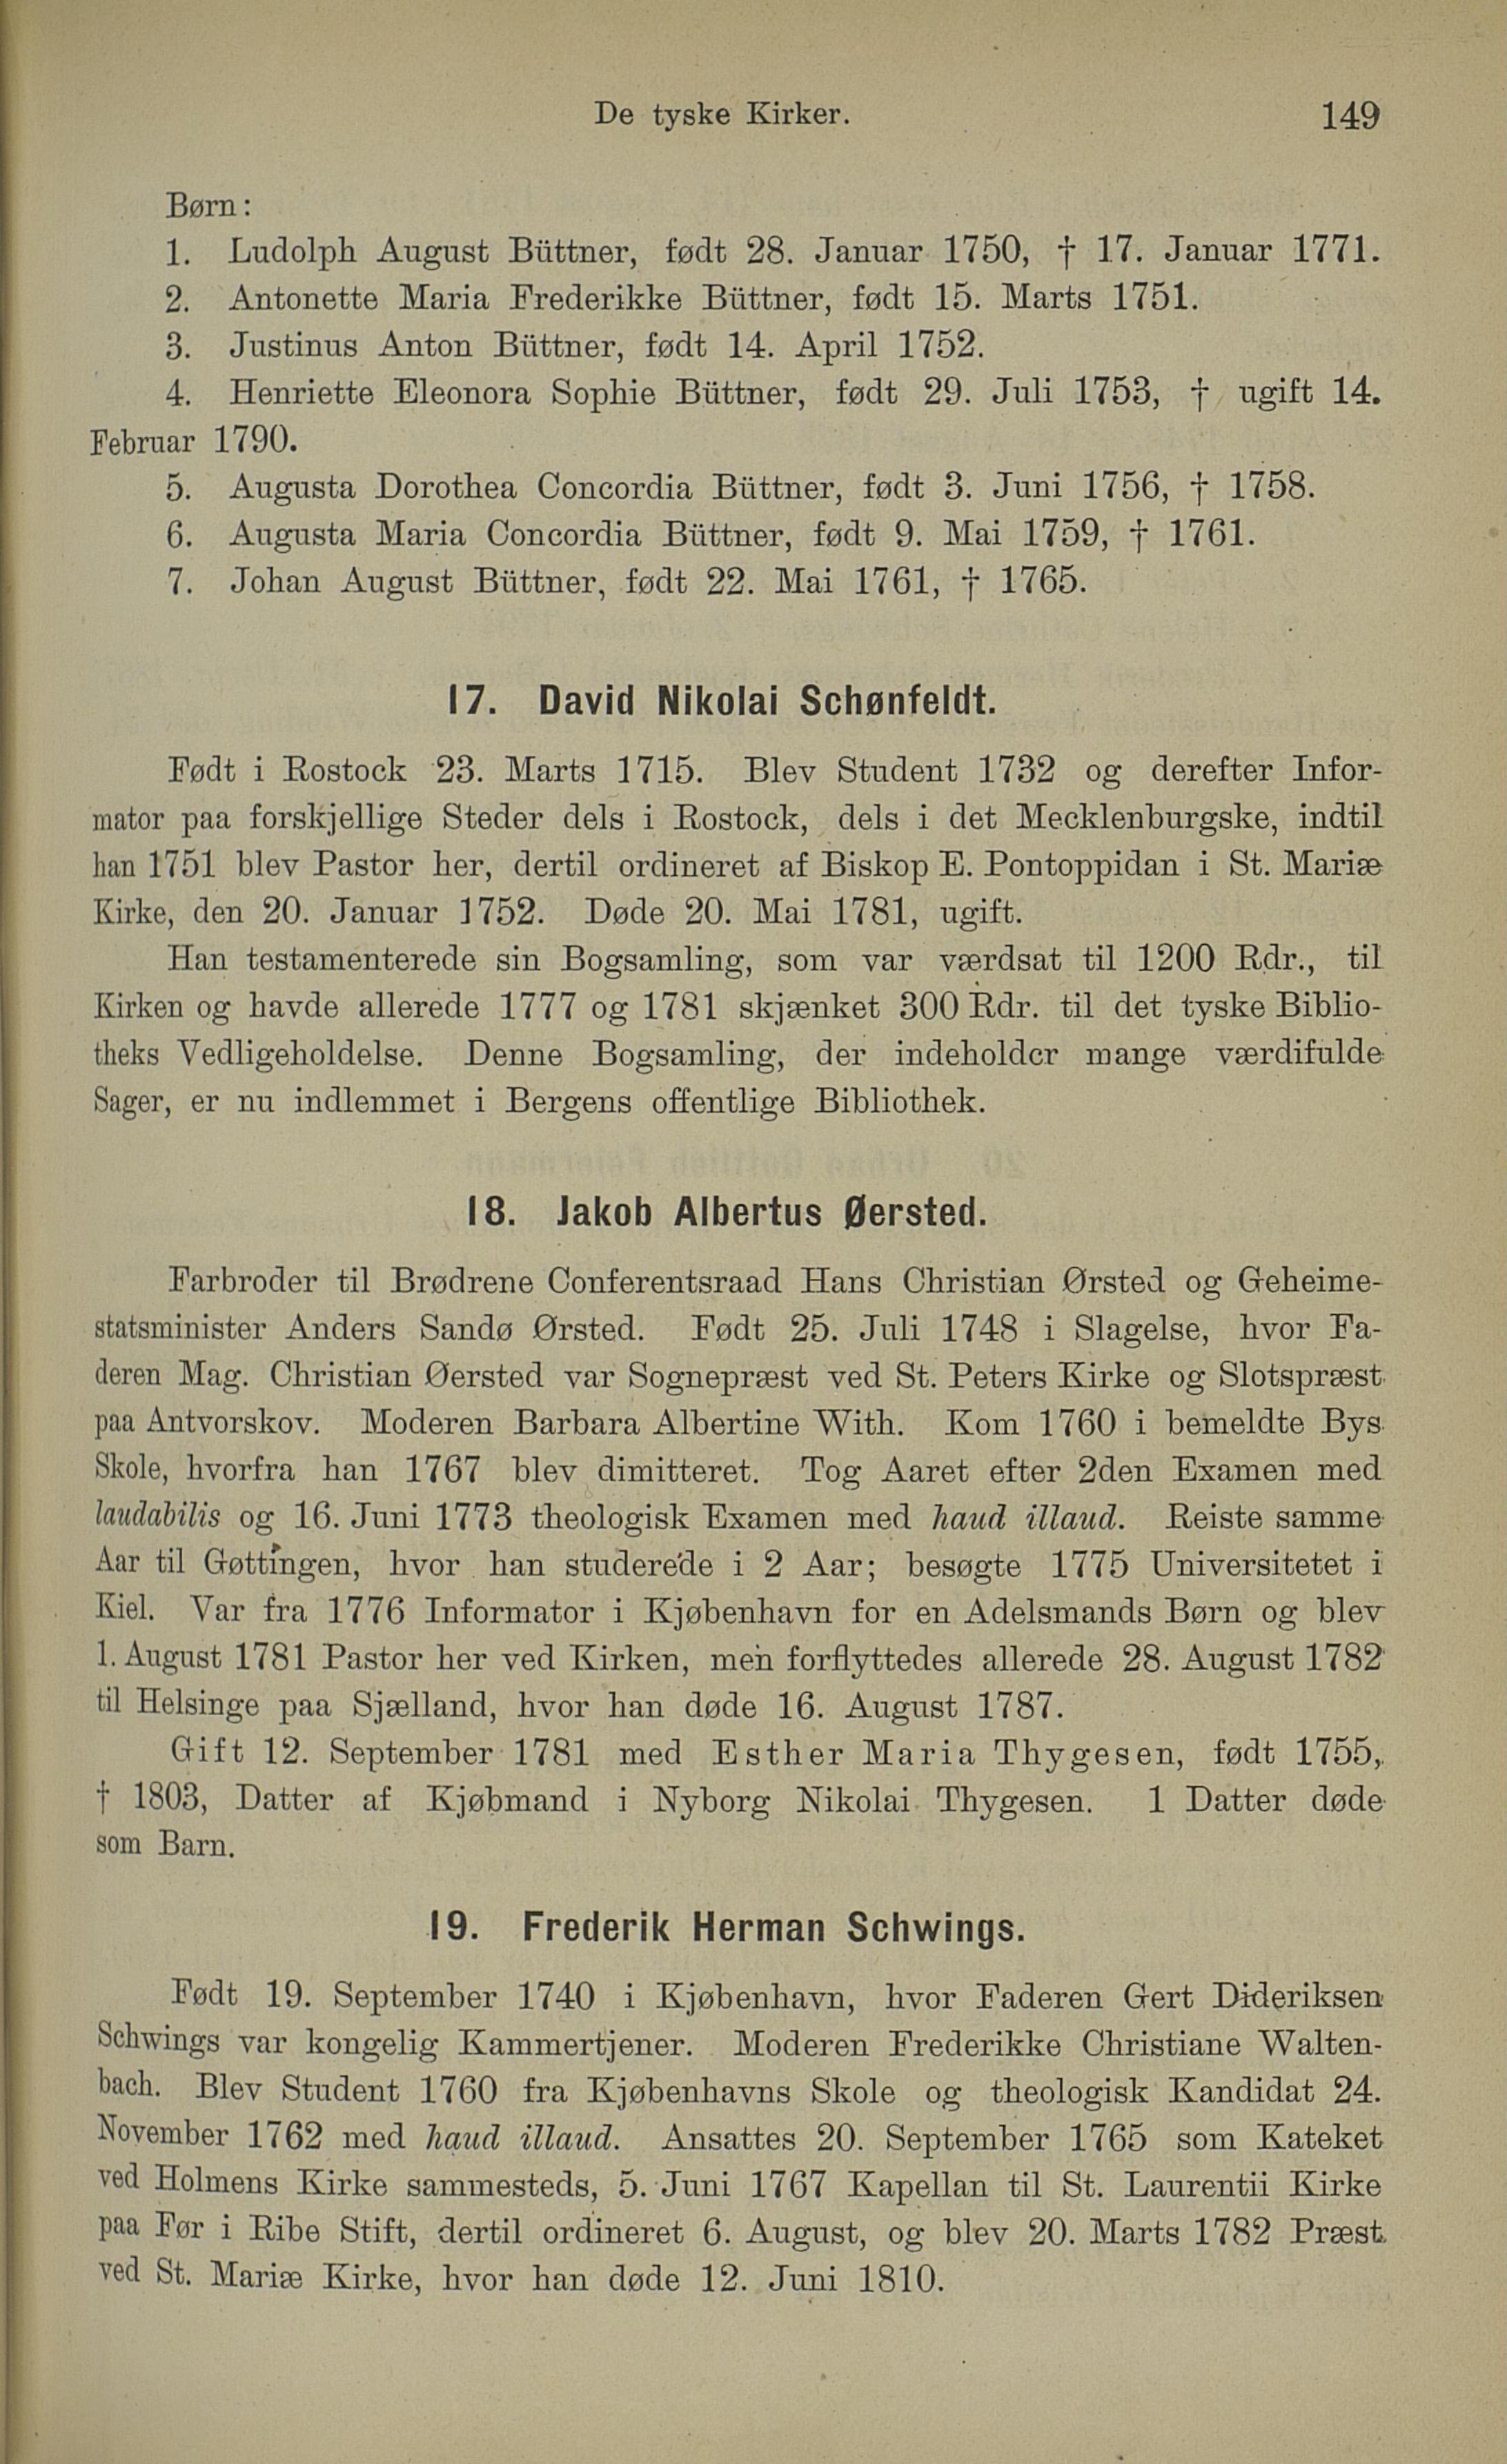 De tyske Kirker. 149
Børn:
1. Ludolph August Büttner, født 28. Januar 1750, † 17. Januar 1771.
2. Antonette Maria Frederikke Büttner, født 15. Marts 1751.
3. Justinus Anton Büttner, født 14. April 1752.
4. Henriette Eleonora Sophie Büttner, født 29. Juli 1753, † ugift 14.
Februar 1790.
5. Augusta Dorothea Concordia Büttner, født 3. Juni 1756, † 1758.
6. Augusta Maria Concordia Büttner, født 9. Mai 1759, † 1761.
7. Johan August Büttner, født 22. Mai 1761, † 1765.
17. David Nikolai Schønfeldt.
Født i Rostock 23. Marts 1715. Blev Student 1732 og derefter Infor-
mator paa forskjellige Steder dels i Rostock, dels i det Mecklenburgske, indtil
han 1751 blev Pastor her, dertil ordineret af Biskop E. Pontoppidan i St. Mariæ
Kirke, den 20. Januar 1752. Døde 20. Mai 1781, ugift.
Han testamenterede sin Bogsamling, som var værdsat til 1200 Rdr., til
Kirken og havde allerede 1777 og 1781 skjænket 300 Rdr. til det tyske Biblio-
theks Vedligeholdelse. Denne Bogsamling, der indeholder mange værdifulde
Sager, er nu indlemmet i Bergens offentlige Bibliothek.
18. Jakob Albertus Øersted.
Farbroder til Brødrene Conferentsraad Hans Christian Ørsted og Geheime-
statsminister Anders Sandø Ørsted. Født 25. Juli 1748 i Slagelse, hvor Fa-
deren Mag. Christian Øersted var Sognepræst ved St. Peters Kirke og Slotspræst
paa Antvorskov. Moderen Barbara Albertine With. Kom 1760 i bemeldte Bys
Skole, hvorfra han 1767 blev dimitteret. Tog Aaret efter 2den Examen med
laudabilis og 16. Juni 1773 theologisk Examen med haud illaud. Reiste samme
Aar til Gøttingen, hvor han studerede i 2 Aar; besøgte 1775 Universitetet i
Kiel. Var fra 1776 Informator i Kjøbenhavn for en Adelsmands Børn og blev
1. August 1781 Pastor her ved Kirken, men forflyttedes allerede 28. August 1782
til Helsinge paa Sjælland, hvor han døde 16. August 1787.
Gift 12. September 1781 med Esther Maria Thygesen, født 1755,
† 1803, Datter af Kjøbmand i Nyborg Nikolai Thygesen. 1 Datter døde
som Barn.
19. Frederik Herman Schwings.
Født 19. September 1740 i Kjøbenhavn, hvor Faderen Gert Dideriksen
Schwings var kongelig Kammertjener. Moderen Frederikke Christiane Walten-
bach. Blev Student 1760 fra Kjøbenhavns Skole og theologisk Kandidat 24.
November 1762 med haud illaud. Ansattes 20. September 1765 som Kateket
ved Holmens Kirke sammesteds, 5. Juni 1767 Kapellan til St. Laurentii Kirke
paa Før i Ribe Stift, dertil ordineret 6. August, og blev 20. Marts 1782 Præst
ved St. Mariæ Kirke, hvor han døde 12. Juni 1810.